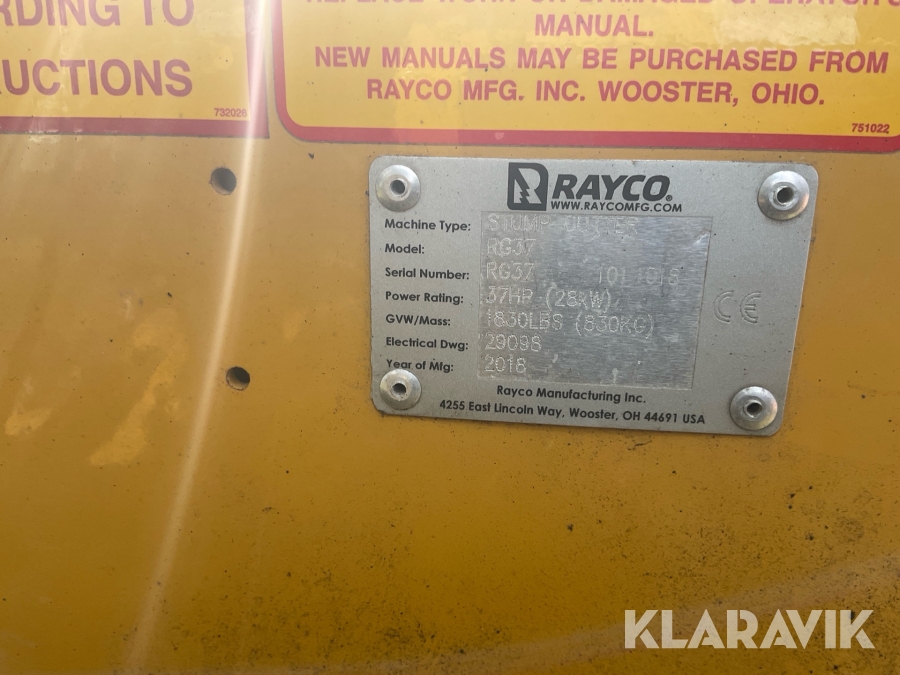 RDING TO
UCTIONS
732026
MANUAL.
NEW MANUALS MAY BE PURCHASED FROM
RAYCO MFG. INC. WOOSTER, OHIO.
751022
RAYCO®
WWW.RAYCOMFG.COM
Machine Type: STUMP CUTTER
Model: RG37
Serial Number: RG37
Power Rating: 37HP (28KW)
GVW/Mass: 1830LBS (830KG)
Electrical Dwg: 29098
Year of Mfg: 2018
CE
Rayco Manufacturing Inc.
4255 East Lincoln Way, Wooster, OH 44691 USA
KLARAVIK